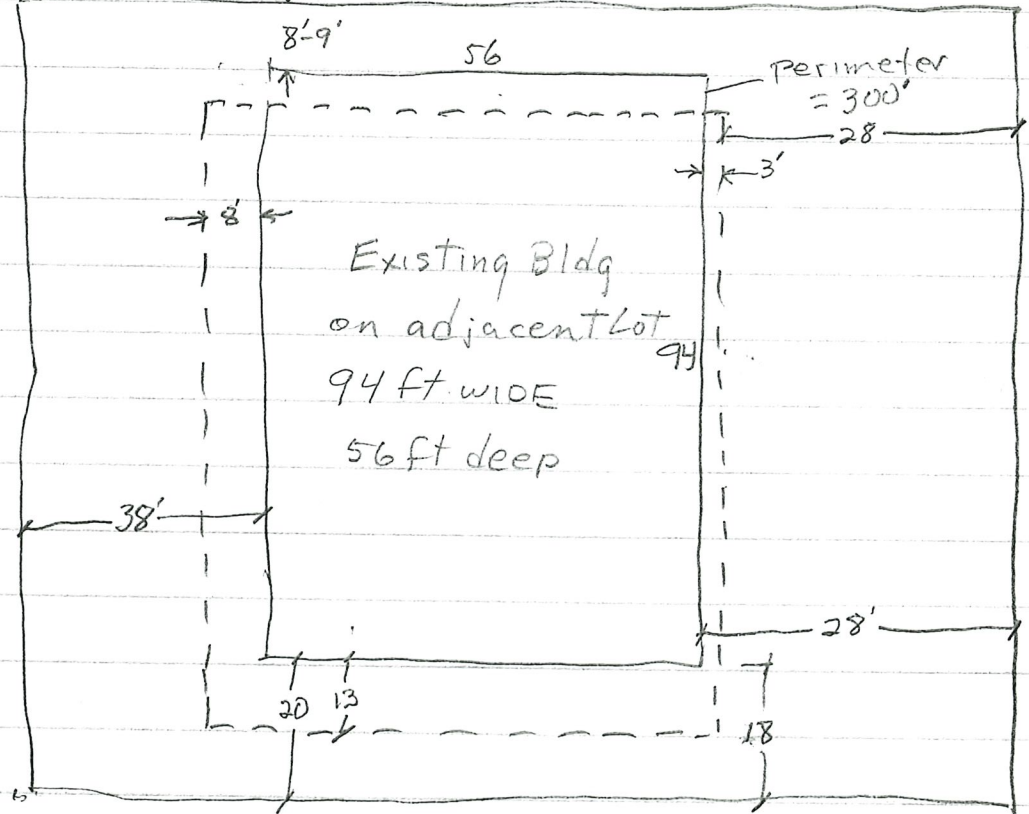 8'-9'
56
perimeter
= 300'
28
3'
8'
Existing Bldg
on adjacent Lot
94
94 ft WIDE
56 ft deep
38'
28'
20
13
18